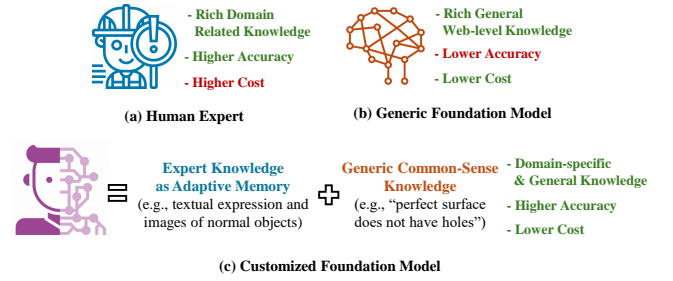 - Rich Domain
Related Knowledge
- Higher Accuracy
- Higher Cost
(a) Human Expert
- Rich General
Web-level Knowledge
- Lower Accuracy
- Lower Cost
(b) Generic Foundation Model
Expert Knowledge
as Adaptive Memory
(e.g., textual expression and
images of normal objects)
Generic Common-Sense
Knowledge
(e.g., “perfect surface
does not have holes”)
- Domain-specific
& General Knowledge
- Higher Accuracy
- Lower Cost
(c) Customized Foundation Model